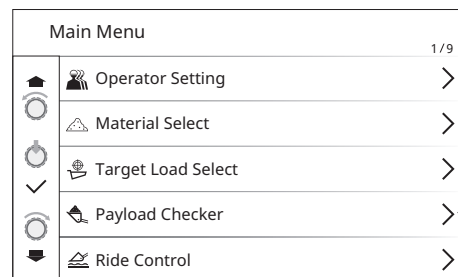 Main Menu
1/9
Operator Setting
Material Select
Target Load Select
Payload Checker
Ride Control